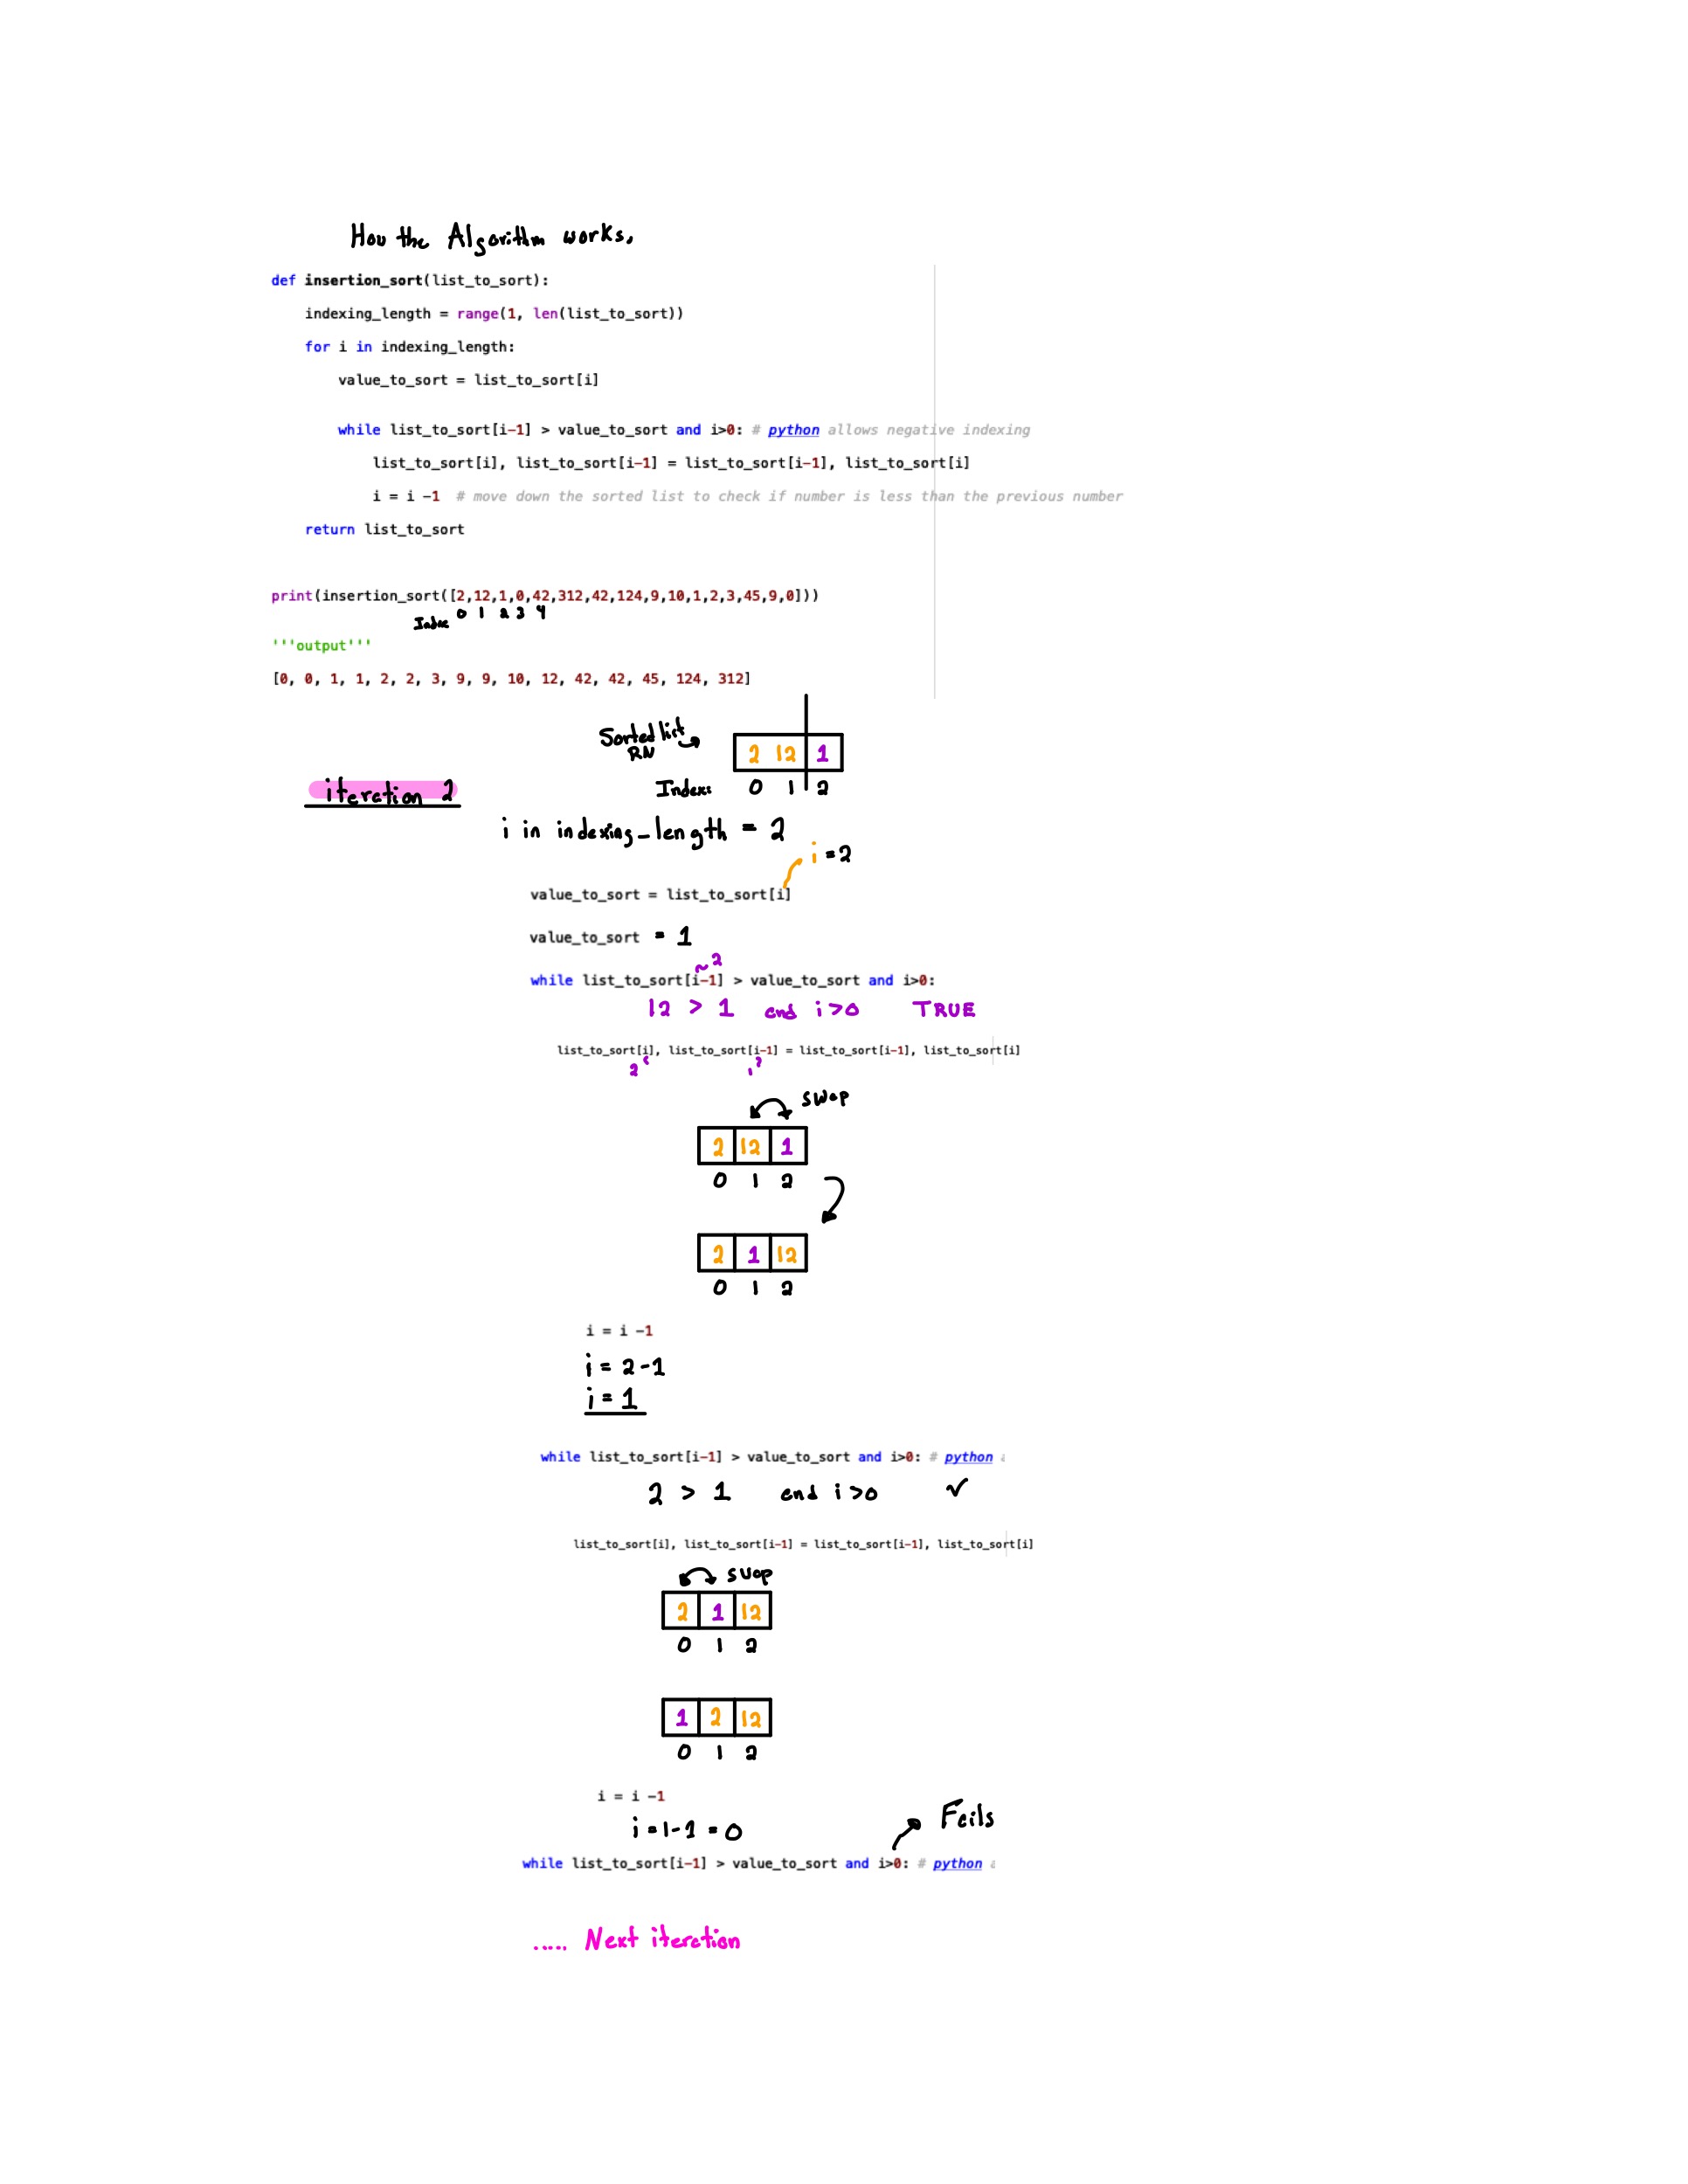 How the Algorithm works,
def insertion_sort(list_to_sort):
indexing_length = range(1, len(list_to_sort))
for i in indexing_length:
value_to_sort = list_to_sort[i]
while list_to_sort[i-1] > value_to_sort and i>0: # python allows negative indexing
list_to_sort[i], list_to_sort[i-1] = list_to_sort[i-1], list_to_sort[i]
i = i -1 # move down the sorted list to check if number is less than the previous number
return list_to_sort
print(insertion_sort([2,12,1,0,42,312,42,124,9,10,1,2,3,45,9,0]))
Index 0 1 2 3 4
'''output'''
[0, 0, 1, 1, 2, 2, 3, 9, 9, 10, 12, 42, 42, 45, 124, 312]
Sorted list
RN
2 12 1
iteration 2
Index: 0 1 2
i in indexing_length = 2
i = 2
value_to_sort = list_to_sort[i]
value_to_sort = 1
2
while list_to_sort[i-1] > value_to_sort and i>0:
12 > 1 and i>0 TRUE
list_to_sort[i], list_to_sort[i-1] = list_to_sort[i-1], list_to_sort[i]
2 1
swap
2 12 1
0 1 2
2 1 12
0 1 2
i = i -1
i = 2-1
i = 1
while list_to_sort[i-1] > value_to_sort and i>0: # python
2 > 1 and i>0 ✓
list_to_sort[i], list_to_sort[i-1] = list_to_sort[i-1], list_to_sort[i]
swap
2 1 12
0 1 2
1 2 12
0 1 2
i = i -1
i = 1-1 = 0
Fails
while list_to_sort[i-1] > value_to_sort and i>0: # python
..... Next iteration